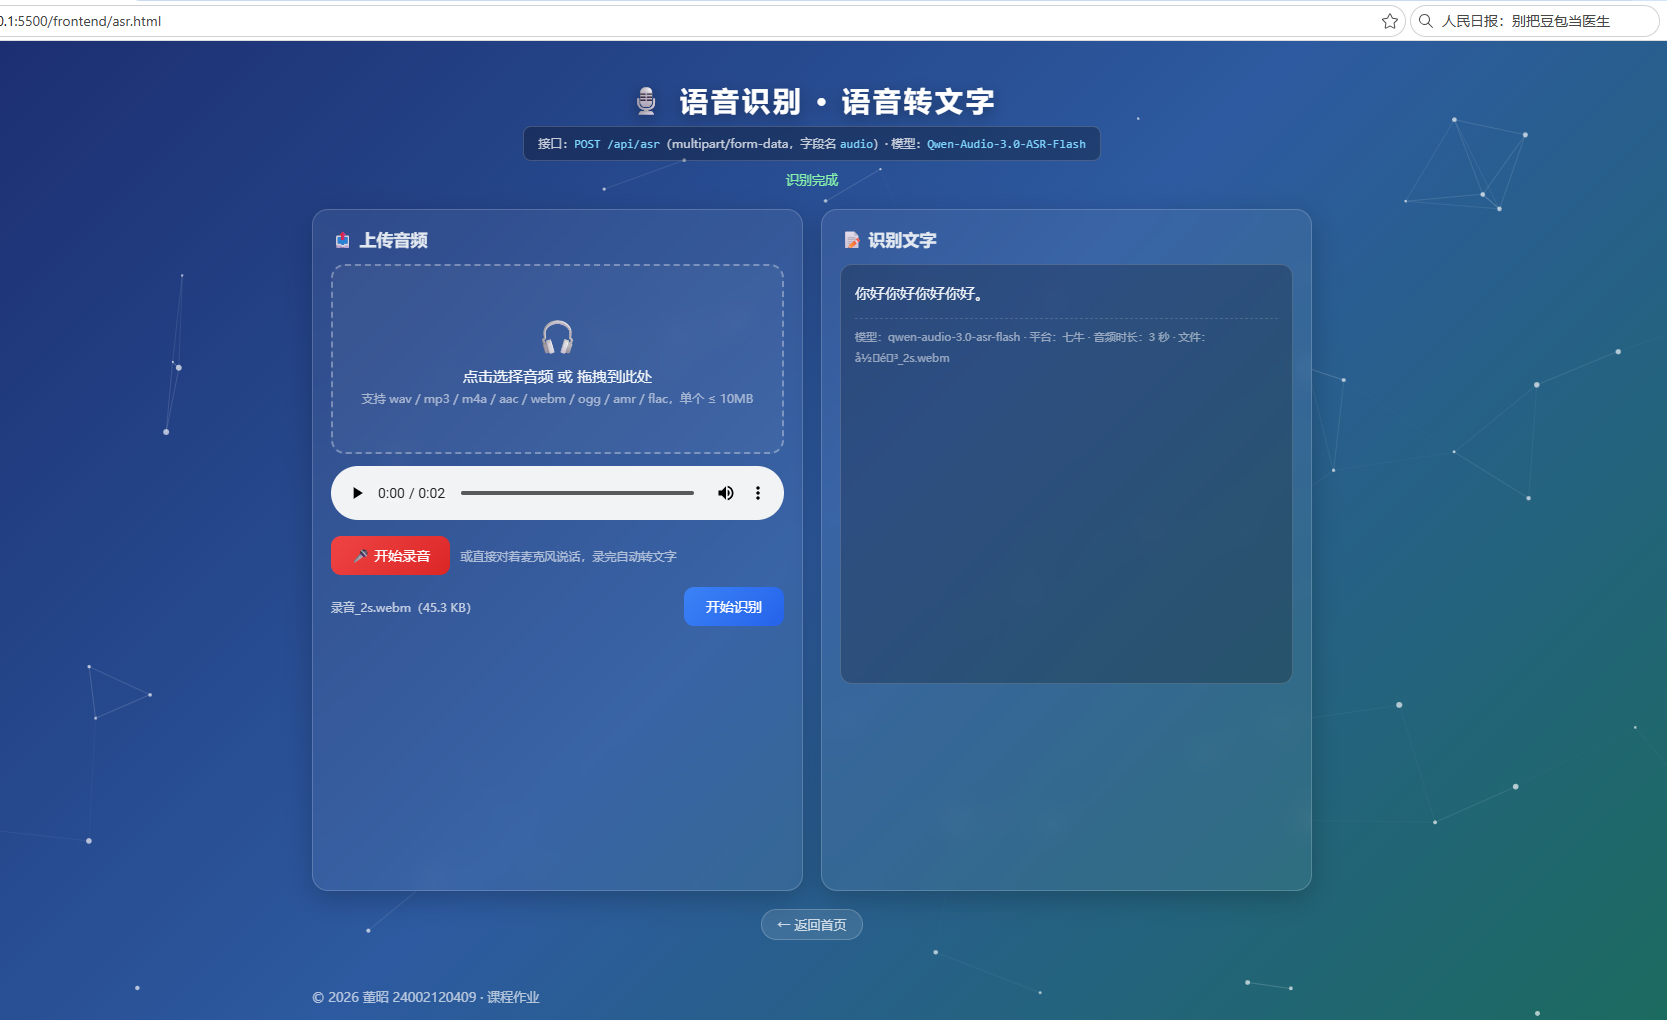 0.1:5500/frontend/asr.html
人民日报：别把豆包当医生
语音识别 · 语音转文字
接口：POST /api/asr（multipart/form-data，字段名 audio）· 模型：Qwen-Audio-3.0-ASR-Flash
识别完成
上传音频
点击选择音频 或 拖拽到此处
支持 wav / mp3 / m4a / aac / webm / ogg / amr / flac，单个 ≤ 10MB
0:00 / 0:02
开始录音
或直接对着麦克风说话，录完自动转文字
录音_2s.webm（45.3 KB）
开始识别
识别文字
你好你好你好你好。
模型：qwen-audio-3.0-asr-flash · 平台：七牛 · 音频时长：3 秒 · 文件：
_2s.webm
← 返回首页
© 2026 董昭 24002120409 · 课程作业